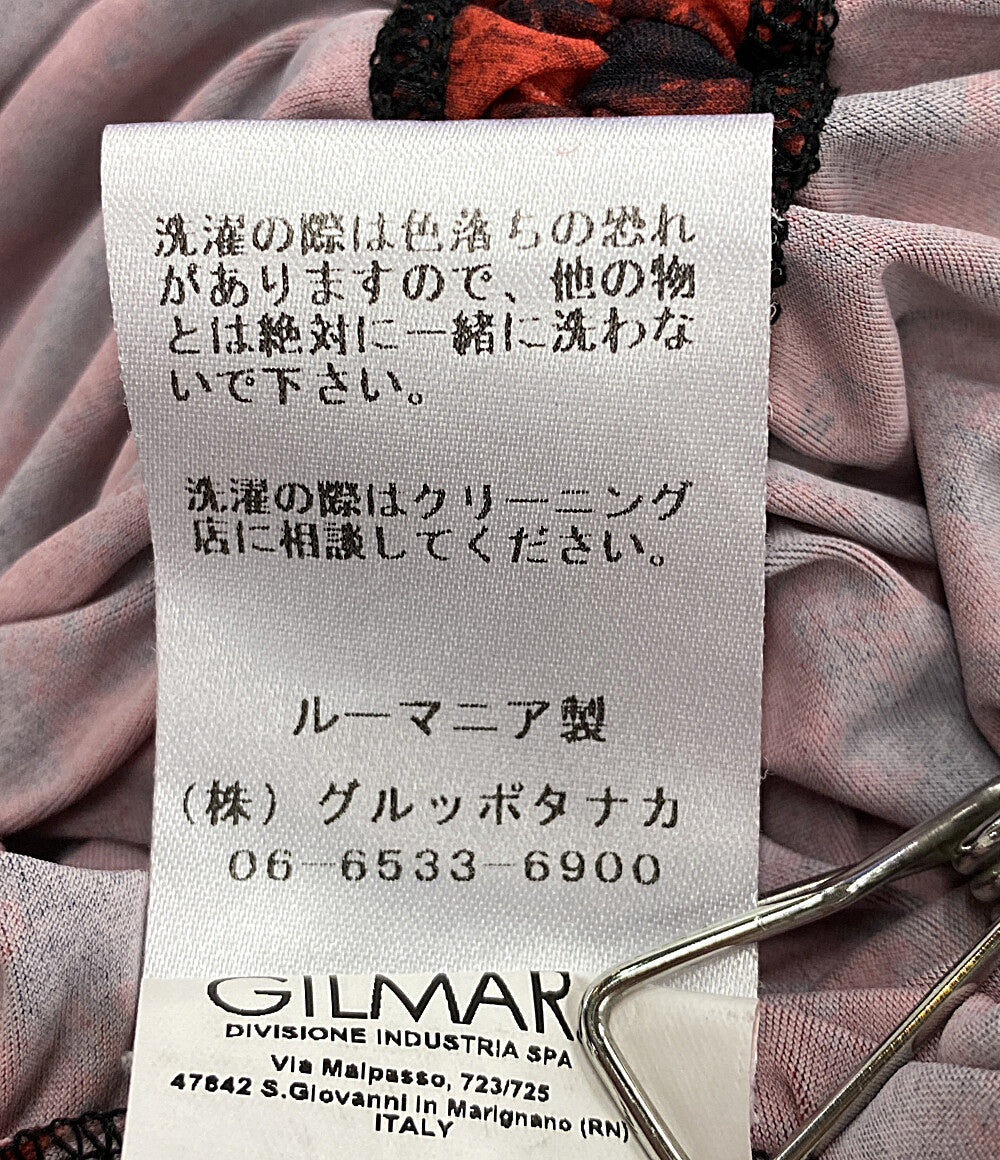 洗濯の際は色落ちの恐れ
がありますので、他の物
とは絶対に一緒に洗わな
いで下さい。
洗濯の際はクリーニング
店に相談してください。
ルーマニア製
（株）グルッポタナカ
06-6533-6900
GILMAR
DIVISIONE INDUSTRIA SPA
Via Malpasso, 723/725
47842 S.Giovanni in Marignano (RN)
ITALY